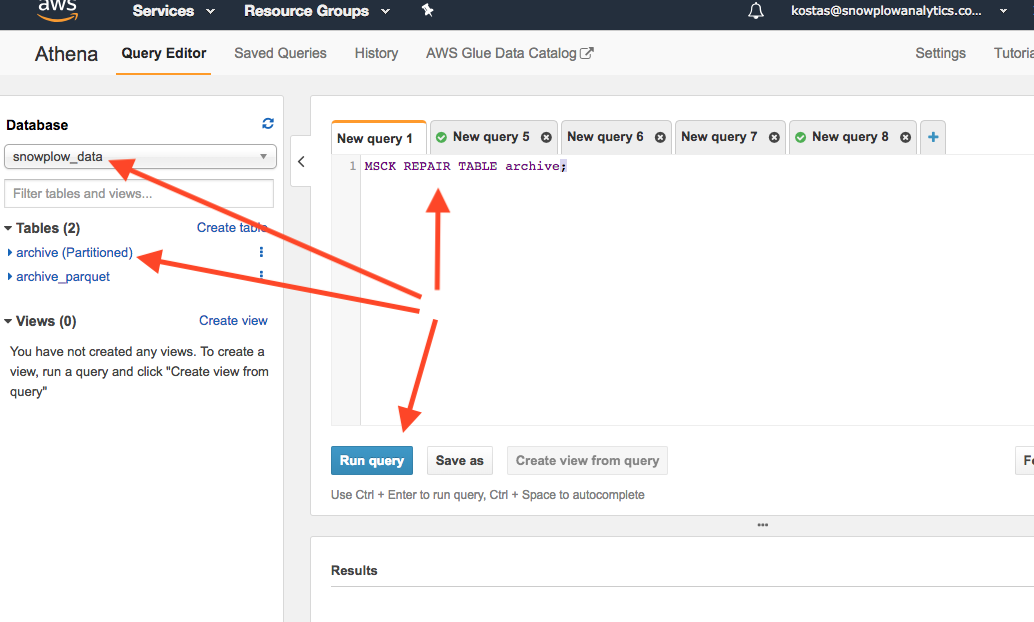 aws Services Resource Groups kostas@snowplowanalytics.co...
Athena Query Editor Saved Queries History AWS Glue Data Catalog Settings Tutoria
Database
snowplow_data
Filter tables and views...
Tables (2) Create table
archive (Partitioned)
archive_parquet
Views (0) Create view
You have not created any views. To create a
view, run a query and click "Create view from
query"
New query 1 New query 5 New query 6 New query 7 New query 8 +
1 MSCK REPAIR TABLE archive;
Run query Save as Create view from query Fo
Use Ctrl + Enter to run query, Ctrl + Space to autocomplete
Results